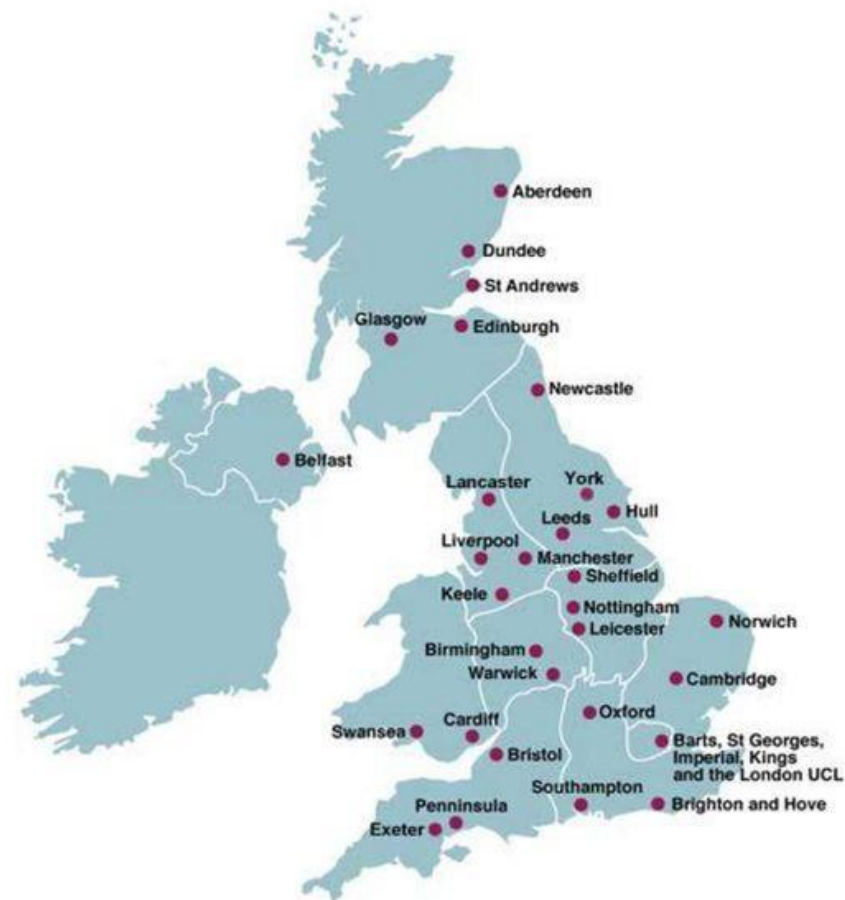 Aberdeen
Dundee
St Andrews
Glasgow
Edinburgh
Newcastle
Belfast
Lancaster
York
Hull
Leeds
Liverpool
Manchester
Sheffield
Keele
Nottingham
Norwich
Leicester
Birmingham
Warwick
Cambridge
Oxford
Swansea
Cardiff
Barts, St Georges,
Imperial, Kings
and the London UCL
Bristol
Southampton
Brighton and Hove
Penninsula
Exeter